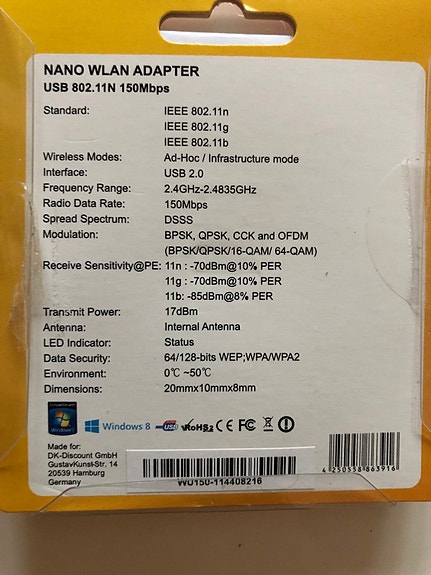 NANO WLAN ADAPTER
USB 802.11N 150Mbps
Standard: IEEE 802.11n
IEEE 802.11g
IEEE 802.11b
Wireless Modes: Ad-Hoc / Infrastructure mode
Interface: USB 2.0
Frequency Range: 2.4GHz-2.4835GHz
Radio Data Rate: 150Mbps
Spread Spectrum: DSSS
Modulation: BPSK, QPSK, CCK and OFDM
(BPSK/QPSK/16-QAM/ 64-QAM)
Receive Sensitivity@PE: 11n : -70dBm@10% PER
11g : -70dBm@10% PER
11b: -85dBm@8% PER
Transmit Power: 17dBm
Antenna: Internal Antenna
LED Indicator: Status
Data Security: 64/128-bits WEP;WPA/WPA2
Environment: 0℃ ~50℃
Dimensions: 20mmx10mmx8mm
Windows 8 USB RoHS2 CE FC
Made for:
DK-Discount GmbH
GustavKunst-Str. 14
20539 Hamburg
Germany
WU150-114408216
4 250558 863916